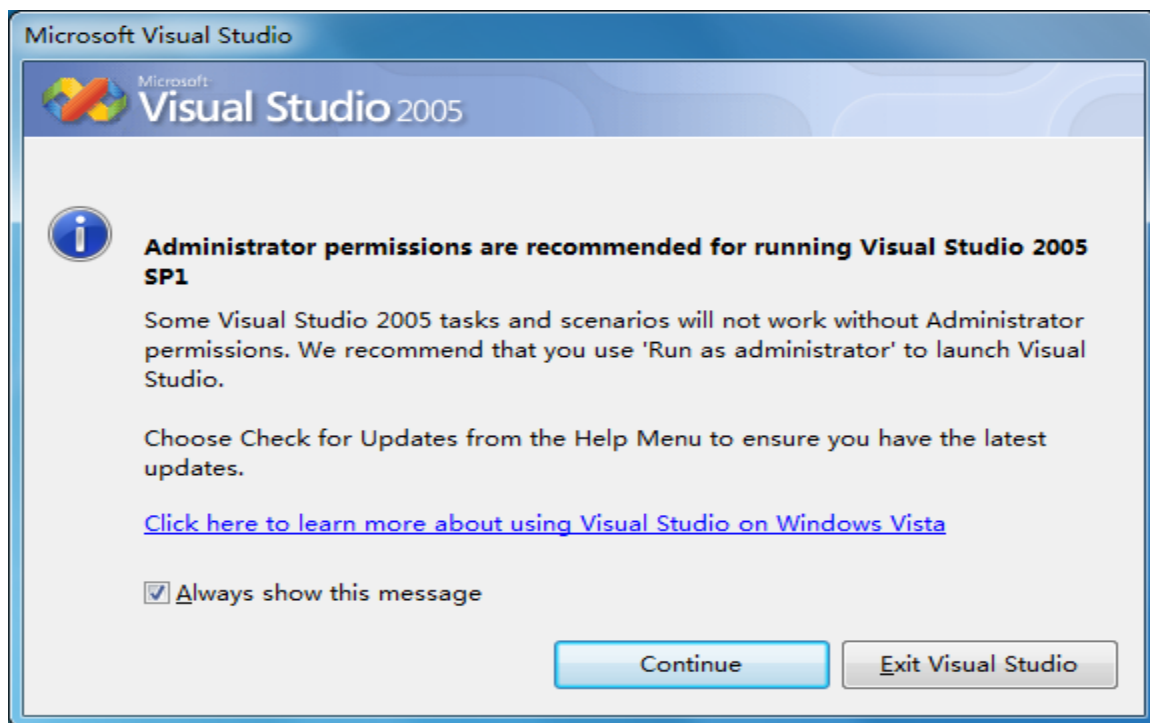 Microsoft Visual Studio
Microsoft
Visual Studio 2005
Administrator permissions are recommended for running Visual Studio 2005
SP1
Some Visual Studio 2005 tasks and scenarios will not work without Administrator
permissions. We recommend that you use 'Run as administrator' to launch Visual
Studio.
Choose Check for Updates from the Help Menu to ensure you have the latest
updates.
Click here to learn more about using Visual Studio on Windows Vista
Always show this message
Continue
Exit Visual Studio